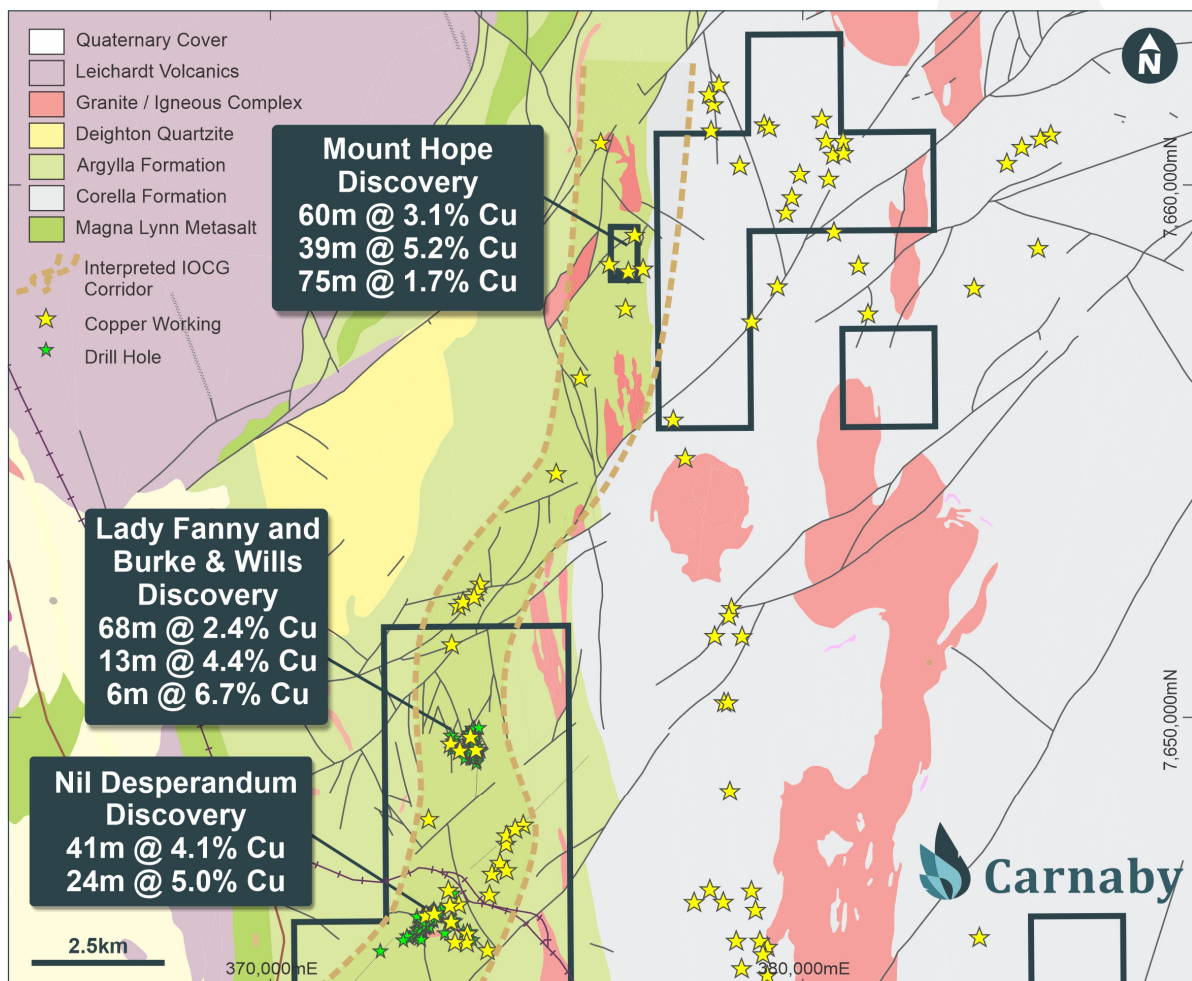 Quaternary Cover
Leichardt Volcanics
Granite / Igneous Complex
Deighton Quartzite
Argylla Formation
Corella Formation
Magna Lynn Metasalt
Interpreted IOCG
Corridor
Copper Working
Drill Hole
N
Mount Hope
Discovery
60m @ 3.1% Cu
39m @ 5.2% Cu
75m @ 1.7% Cu
7,660,000mN
Lady Fanny and
Burke & Wills
Discovery
68m @ 2.4% Cu
13m @ 4.4% Cu
6m @ 6.7% Cu
7,650,000mN
Nil Desperandum
Discovery
41m @ 4.1% Cu
24m @ 5.0% Cu
Carnaby
2.5km
370,000mE
380,000mE